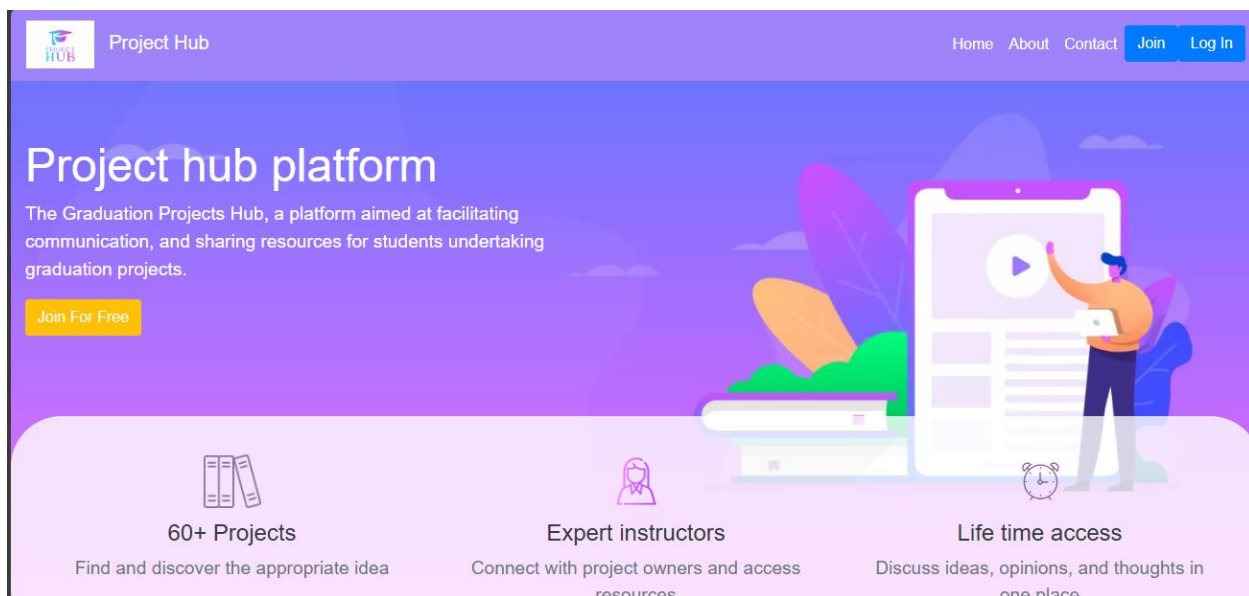 PROJECT
HUB
Project Hub
Home About Contact Join Log In
Project hub platform
The Graduation Projects Hub, a platform aimed at facilitating
communication, and sharing resources for students undertaking
graduation projects.
Join For Free
60+ Projects
Find and discover the appropriate idea
Expert instructors
Connect with project owners and access
resources
Life time access
Discuss ideas, opinions, and thoughts in
one place